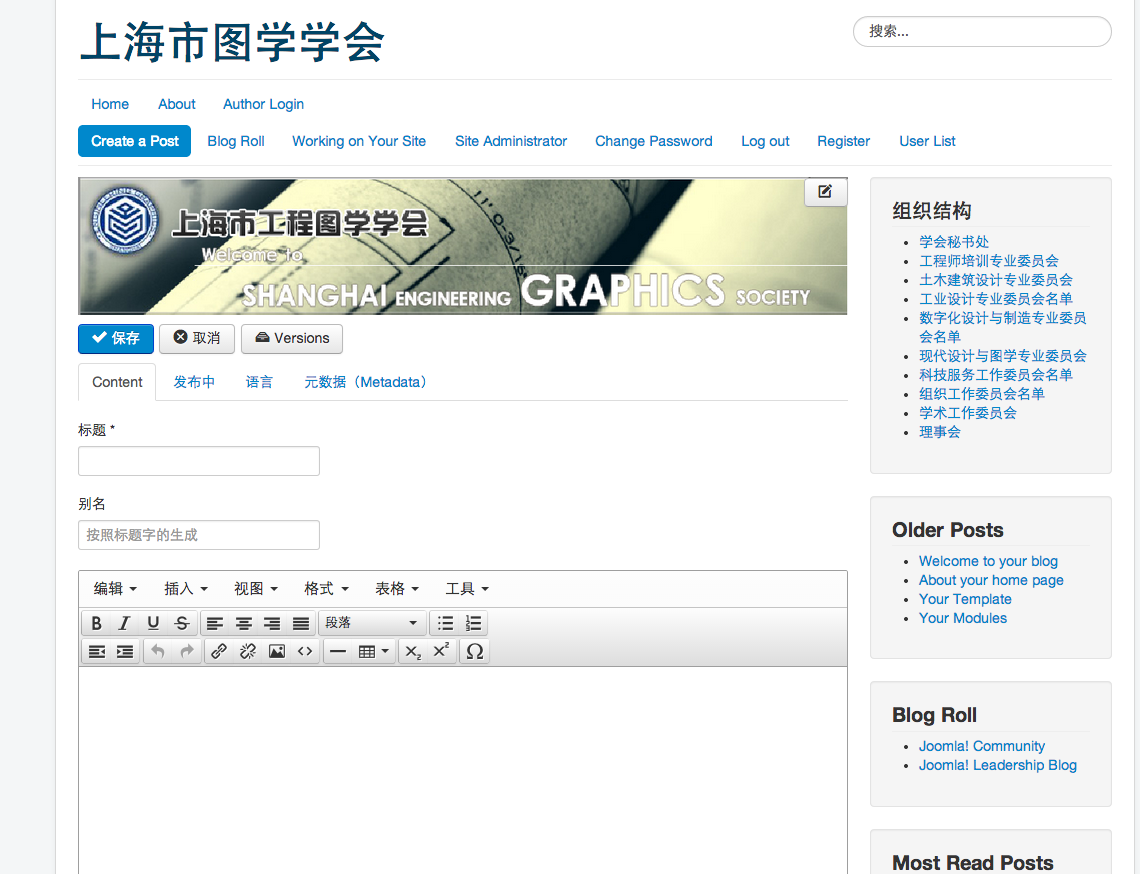 上海市图学学会
搜索...
Home About Author Login
Create a Post Blog Roll Working on Your Site Site Administrator Change Password Log out Register User List
上海市工程图学学会
Welcome to
SHANGHAI ENGINEERING GRAPHICS SOCIETY
10'-0-3/16
保存 取消 Versions
Content 发布中 语言 元数据（Metadata）
标题 *
别名
按照标题字的生成
编辑 插入 视图 格式 表格 工具
B I U S 段落
Ω
组织结构
学会秘书处
工程师培训专业委员会
土木建筑设计专业委员会
工业设计专业委员会名单
数字化设计与制造专业委员
会名单
现代设计与图学专业委员会
科技服务工作委员会名单
组织工作委员会名单
学术工作委员会
理事会
Older Posts
Welcome to your blog
About your home page
Your Template
Your Modules
Blog Roll
Joomla! Community
Joomla! Leadership Blog
Most Read Posts